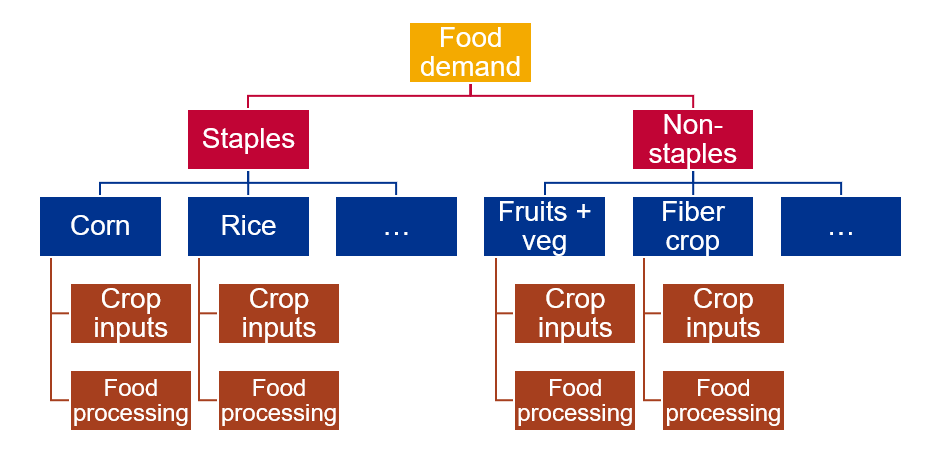 Food
demand
Staples
Non-
staples
Corn
Rice
...
Fruits +
veg
Fiber
crop
...
Crop
inputs
Crop
inputs
Crop
inputs
Crop
inputs
Food
processing
Food
processing
Food
processing
Food
processing